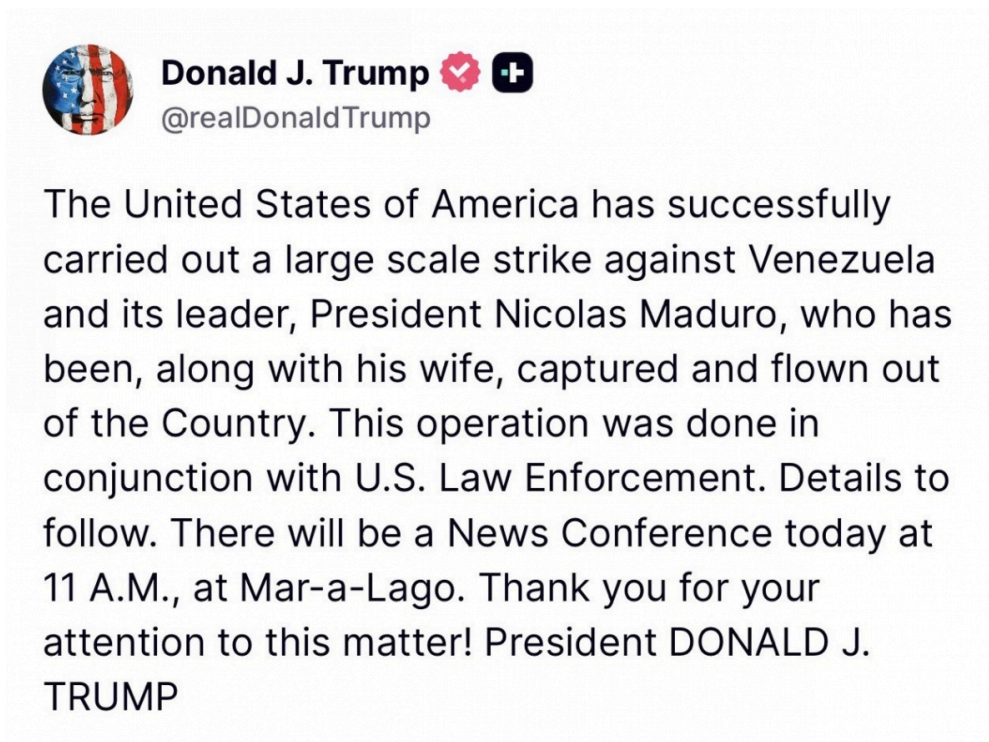 Donald J. Trump
@realDonaldTrump
The United States of America has successfully
carried out a large scale strike against Venezuela
and its leader, President Nicolas Maduro, who has
been, along with his wife, captured and flown out
of the Country. This operation was done in
conjunction with U.S. Law Enforcement. Details to
follow. There will be a News Conference today at
11 A.M., at Mar-a-Lago. Thank you for your
attention to this matter! President DONALD J.
TRUMP